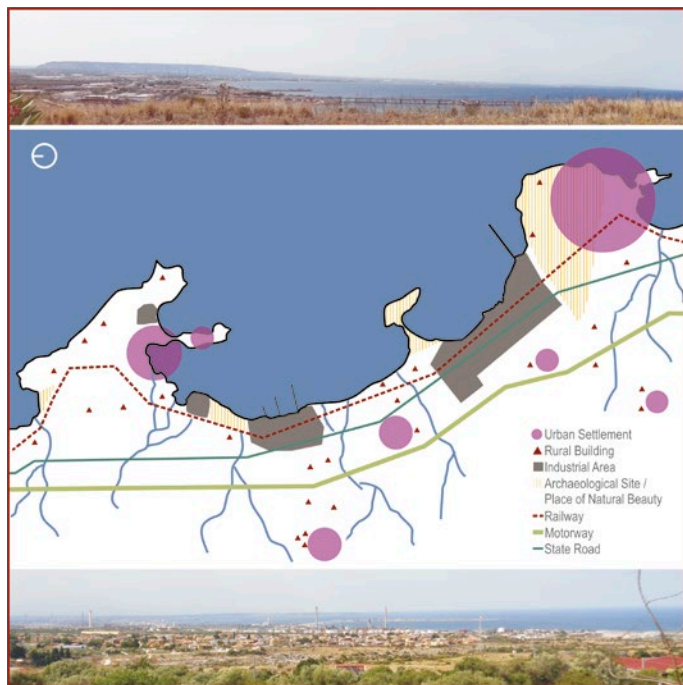 Urban Settlement
Rural Building
Industrial Area
Archaeological Site /
Place of Natural Beauty
Railway
Motorway
State Road